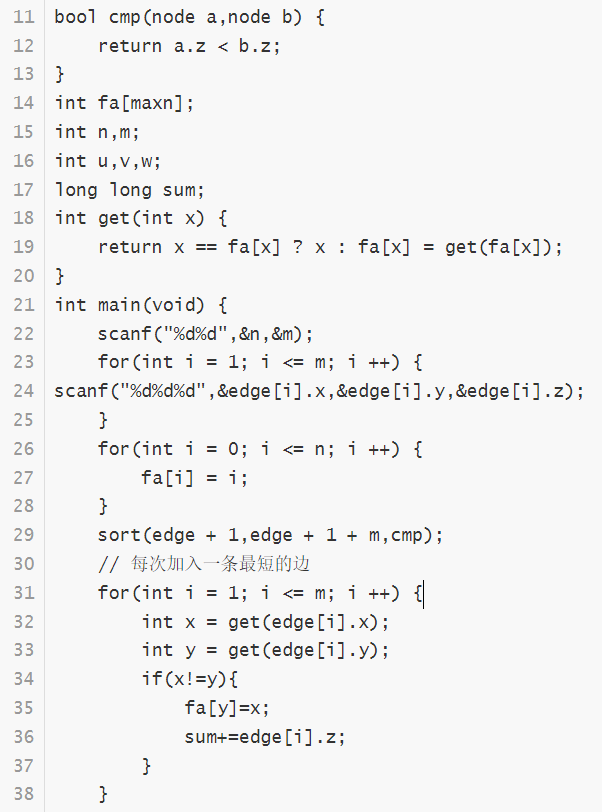 11 bool cmp(node a,node b) {
12     return a.z < b.z;
13 }
14 int fa[maxn];
15 int n,m;
16 int u,v,w;
17 long long sum;
18 int get(int x) {
19     return x == fa[x] ? x : fa[x] = get(fa[x]);
20 }
21 int main(void) {
22     scanf("%d%d",&n,&m);
23     for(int i = 1; i <= m; i ++) {
24 scanf("%d%d%d",&edge[i].x,&edge[i].y,&edge[i].z);
25     }
26     for(int i = 0; i <= n; i ++) {
27         fa[i] = i;
28     }
29     sort(edge + 1,edge + 1 + m,cmp);
30     // 每次加入一条最短的边
31     for(int i = 1; i <= m; i ++) {
32         int x = get(edge[i].x);
33         int y = get(edge[i].y);
34         if(x!=y){
35             fa[y]=x;
36             sum+=edge[i].z;
37         }
38     }